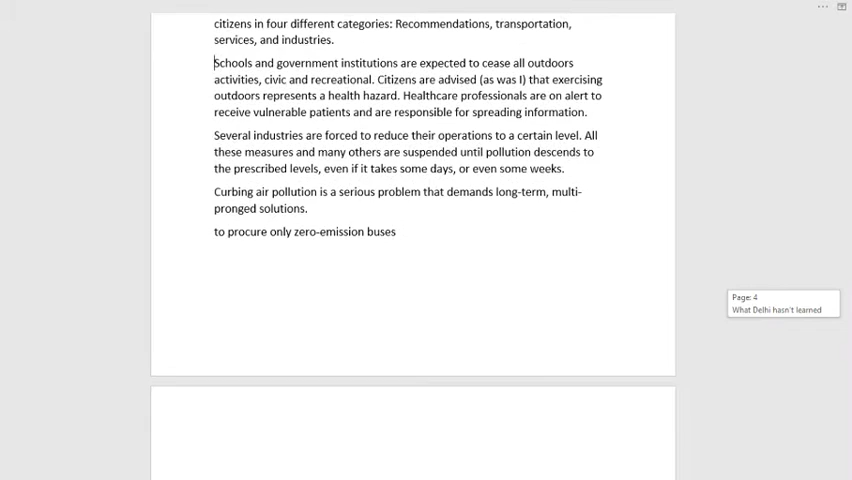 citizens in four different categories: Recommendations, transportation,
services, and industries.
Schools and government institutions are expected to cease all outdoors
activities, civic and recreational. Citizens are advised (as was I) that exercising
outdoors represents a health hazard. Healthcare professionals are on alert to
receive vulnerable patients and are responsible for spreading information.
Several industries are forced to reduce their operations to a certain level. All
these measures and many others are suspended until pollution descends to
the prescribed levels, even if it takes some days, or even some weeks.
Curbing air pollution is a serious problem that demands long-term, multi-
pronged solutions.
to procure only zero-emission buses
Page: 4
What Delhi hasn't learned